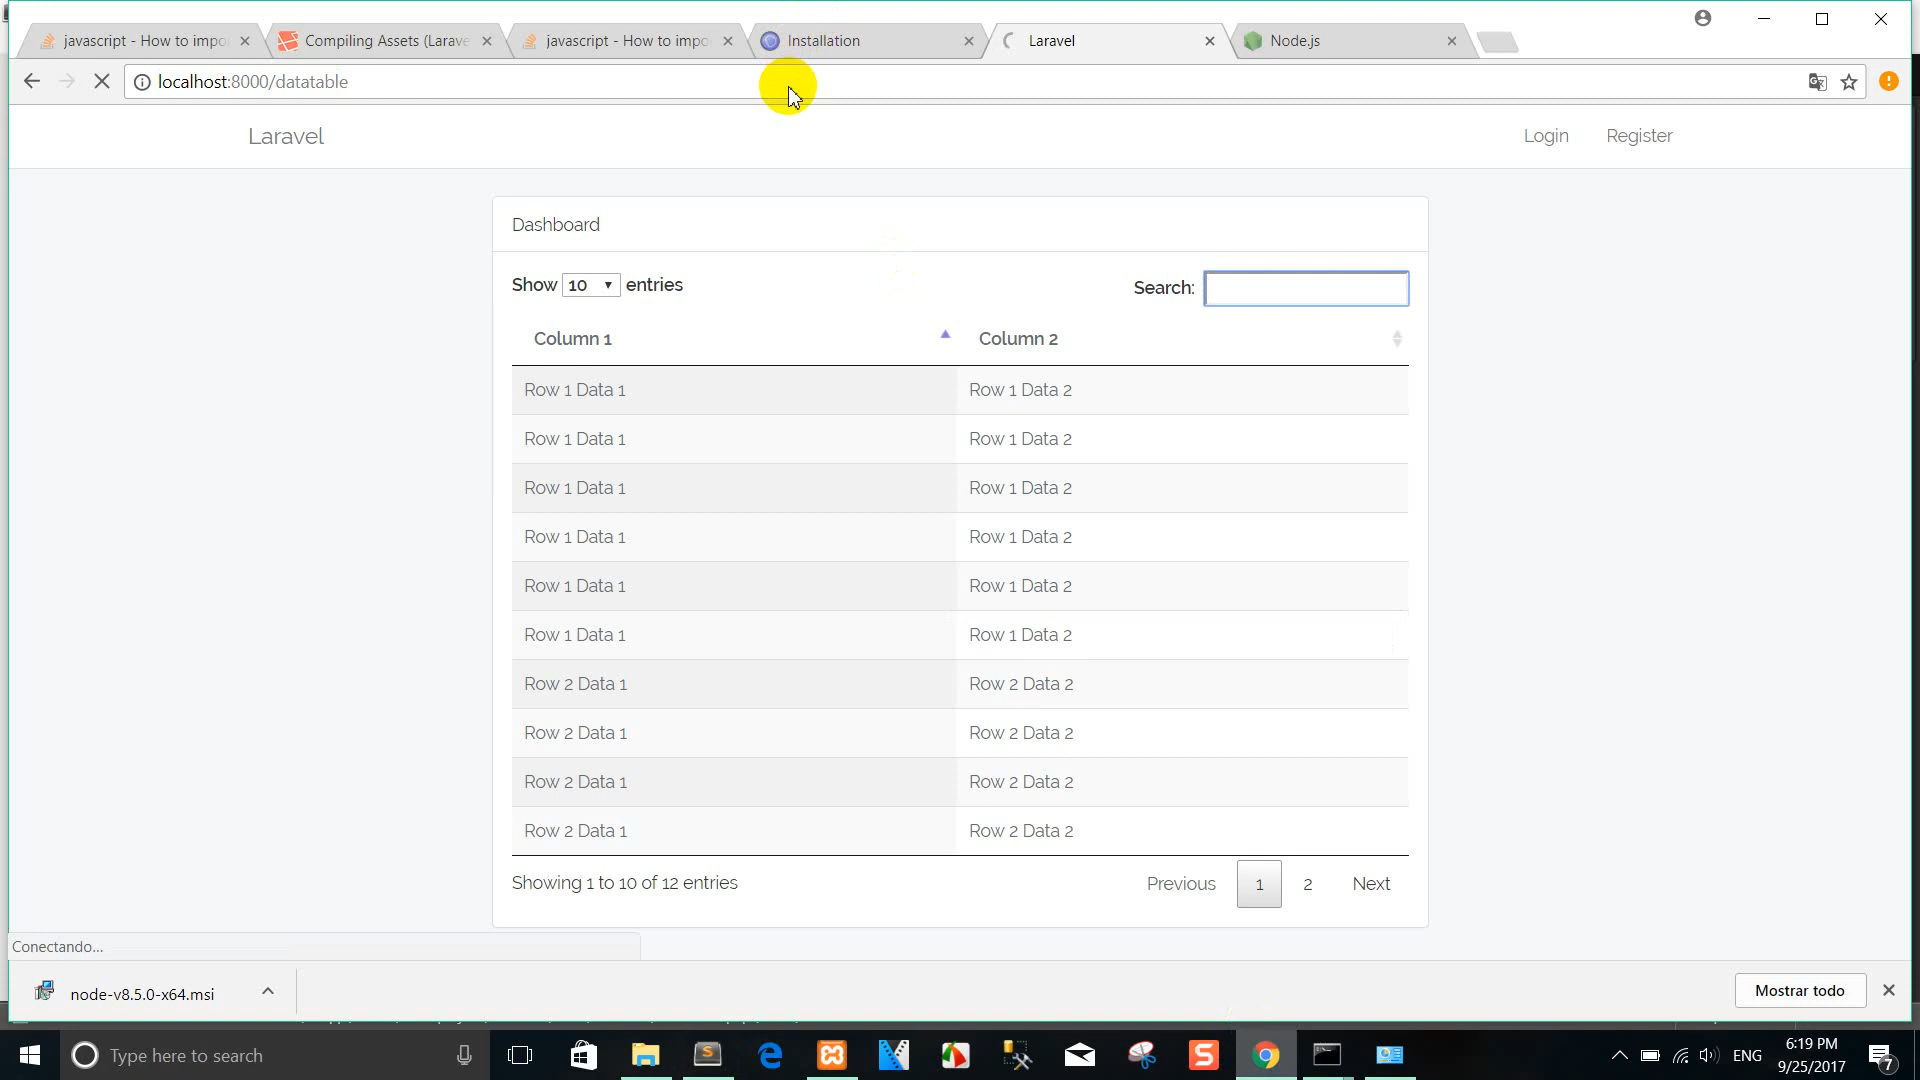 javascript - How to impo
Compiling Assets (Larave
javascript - How to impo
Installation
Laravel
Node.js
localhost:8000/datatable
Laravel
Login
Register
Dashboard
Show 10 entries
Search:
Column 1
Column 2
Row 1 Data 1
Row 1 Data 2
Row 1 Data 1
Row 1 Data 2
Row 1 Data 1
Row 1 Data 2
Row 1 Data 1
Row 1 Data 2
Row 1 Data 1
Row 1 Data 2
Row 1 Data 1
Row 1 Data 2
Row 2 Data 1
Row 2 Data 2
Row 2 Data 1
Row 2 Data 2
Row 2 Data 1
Row 2 Data 2
Row 2 Data 1
Row 2 Data 2
Showing 1 to 10 of 12 entries
Previous 1 2 Next
Conectando...
node-v8.5.0-x64.msi
Mostrar todo
Type here to search
ENG
6:19 PM
9/25/2017
7